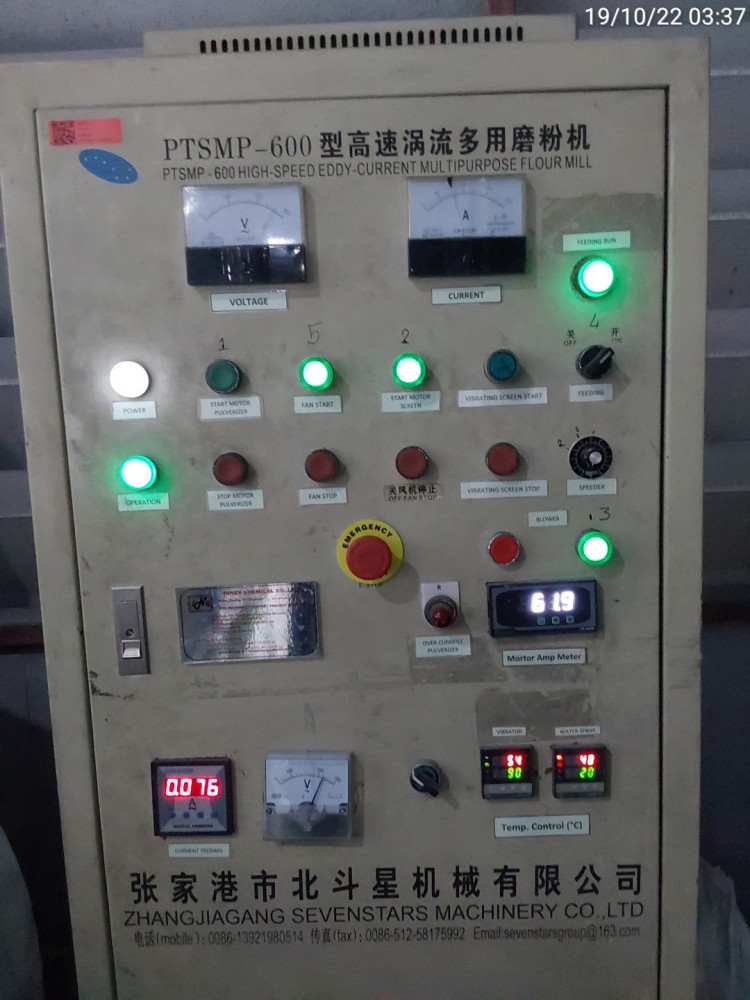 19/10/22 03:37
PTSMP-600型高速涡流多用磨粉机
PTSMP-600 HIGH-SPEED EDDY-CURRENT MULTIPURPOSE FLOUR MILL
V
A
FEEDING RUN
VOLTAGE
CURRENT
1
5
2
4
关 开
OFF ON
POWER
START MOTOR PULVERIZER
FAN START
START MOTOR SCREEN
VIBRATING SCREEN START
FEEDING
OPERATION
STOP MOTOR PULVERIZER
FAN STOP
关风机停止
OFF FAN STOP
VIBRATING SCREEN STOP
SPEEDER
BLOWER
3
EMERGENCY
R
OVER CURRENT PULVERIZER
61.9
Mortor Amp Meter
VIBRATOR
WATER SPRAY
54
90
48
20
Temp. Control (°C)
0.076
A
V
CURRENT FEEDING
张家港市北斗星机械有限公司
ZHANGJIAGANG SEVENSTARS MACHINERY CO.,LTD
电话(mobile): 0086-13921980514 传真(fax): 0086-512-58175992 Email:sevenstarsgroup@163.com